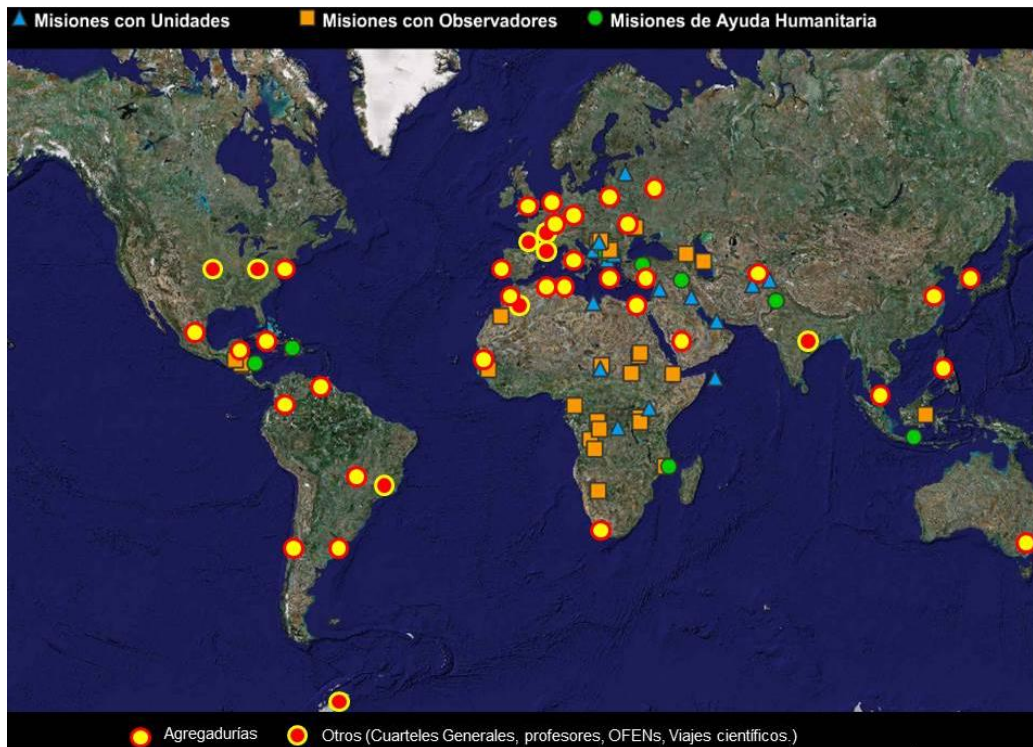 Misiones con Unidades
Misiones con Observadores
Misiones de Ayuda Humanitaria
Agregadurías
Otros (Cuarteles Generales, profesores, OFENs, Viajes científicos.)